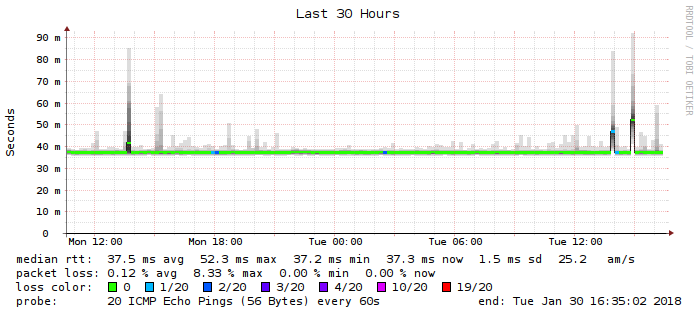 Last 30 Hours
RRDTOOL / TOBI OETIKER
Seconds
90 m
80 m
70 m
60 m
50 m
40 m
30 m
20 m
10 m
0
Mon 12:00 Mon 18:00 Tue 00:00 Tue 06:00 Tue 12:00
median rtt: 37.5 ms avg 52.3 ms max 37.2 ms min 37.3 ms now 1.5 ms sd 25.2 am/s
packet loss: 0.12 % avg 8.33 % max 0.00 % min 0.00 % now
loss color: 0 1/20 2/20 3/20 4/20 10/20 19/20
probe: 20 ICMP Echo Pings (56 Bytes) every 60s end: Tue Jan 30 16:35:02 2018